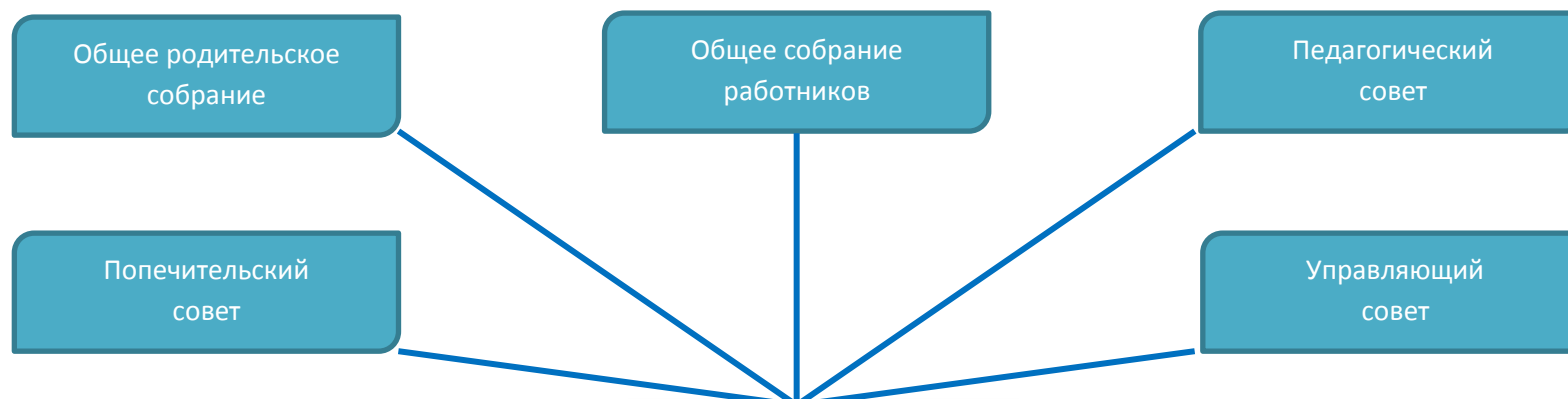 Общее родительское
собрание
Общее собрание
работников
Педагогический
совет
Попечительский
совет
Управляющий
совет